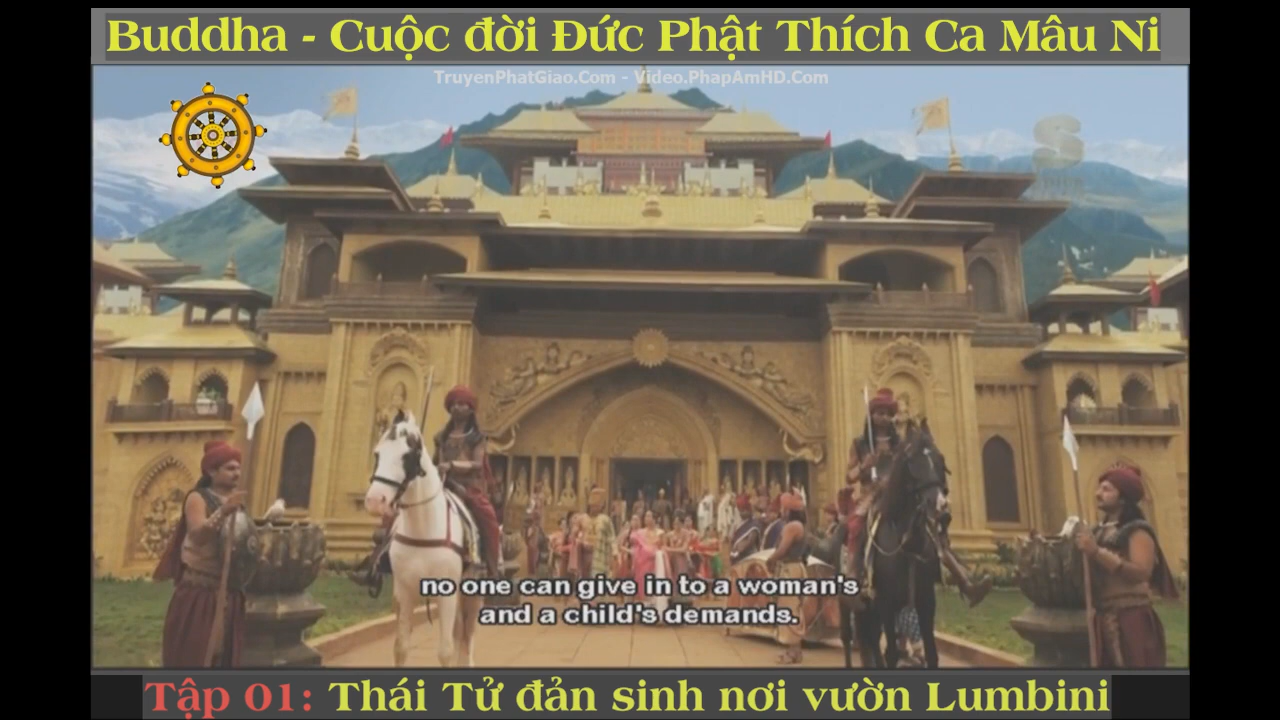 Buddha - Cuộc đời Đức Phật Thích Ca Mâu Ni
TruyenPhatGiao.Com - Video.PhapAmHD.Com
S
no one can give in to a woman's
and a child's demands.
Tập 01: Thái Tử đản sinh nơi vườn Lumbini